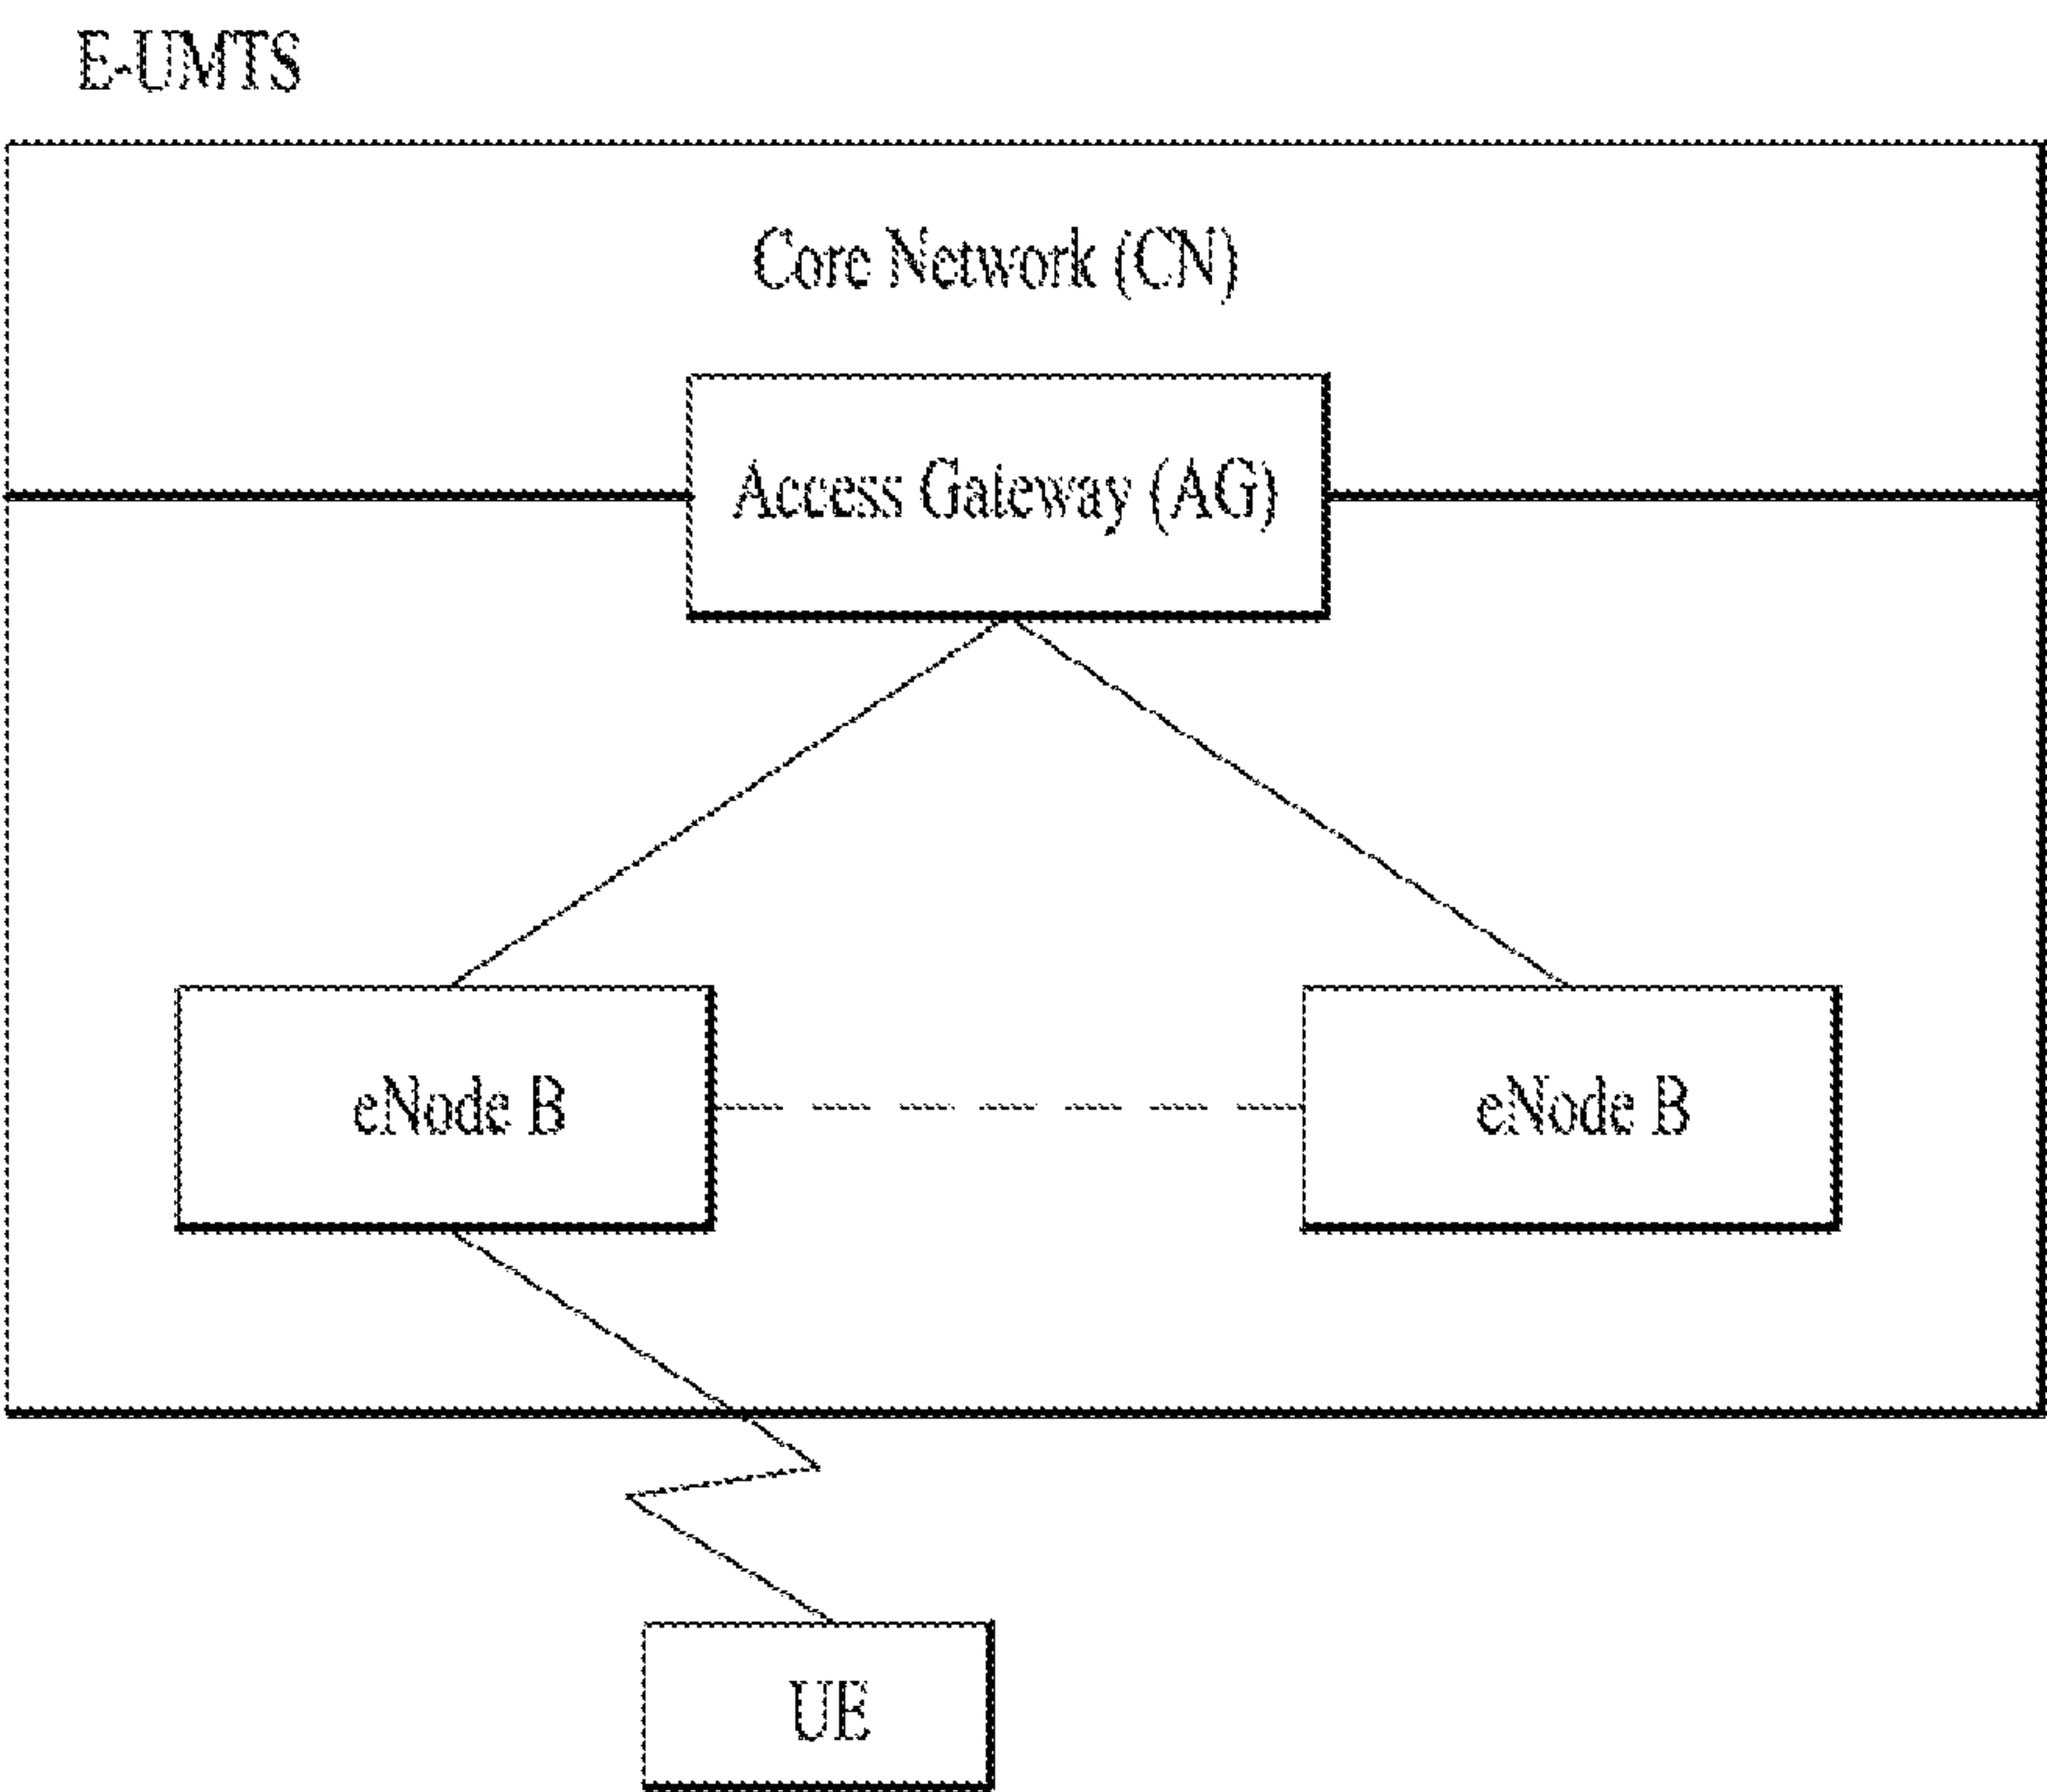 E-UMTS
Core Network (CN)
Access Gateway (AG)
eNode B
eNode B
UE